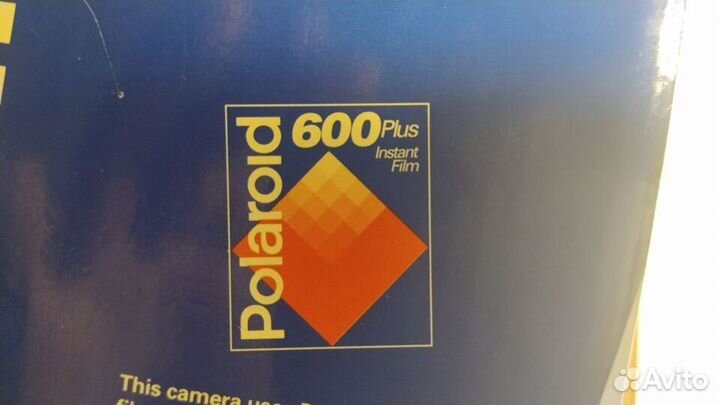 Polaroid
600Plus
Instant
Film
This camera uses
Avito